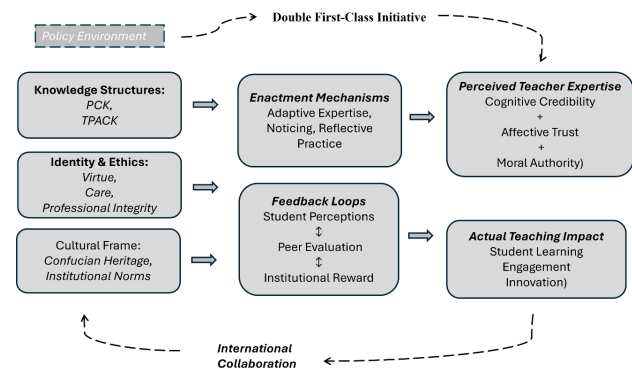 Policy Environment
Double First-Class Initiative
Knowledge Structures:
PCK,
TPACK
Enactment Mechanisms
Adaptive Expertise,
Noticing, Reflective
Practice
Perceived Teacher Expertise
Cognitive Credibility
+
Affective Trust
+
Moral Authority)
Identity & Ethics:
Virtue,
Care,
Professional Integrity
Feedback Loops
Student Perceptions
↕
Peer Evaluation
↕
Institutional Reward
Cultural Frame:
Confucian Heritage,
Institutional Norms
Actual Teaching Impact
Student Learning
Engagement
Innovation)
International
Collaboration